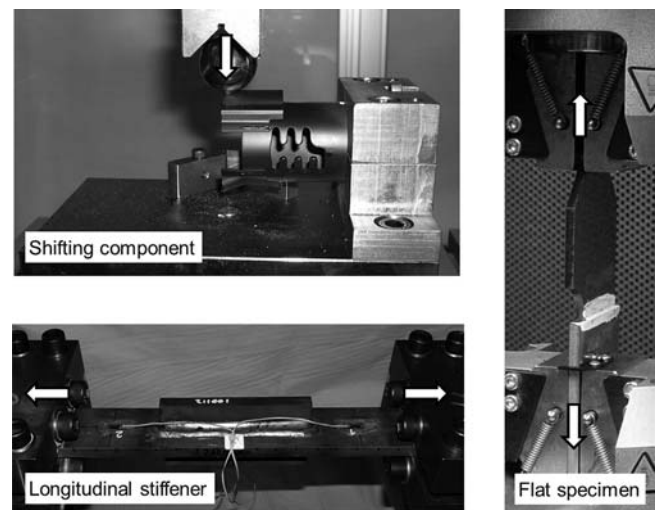 Shifting component
Longitudinal stiffener
Flat specimen